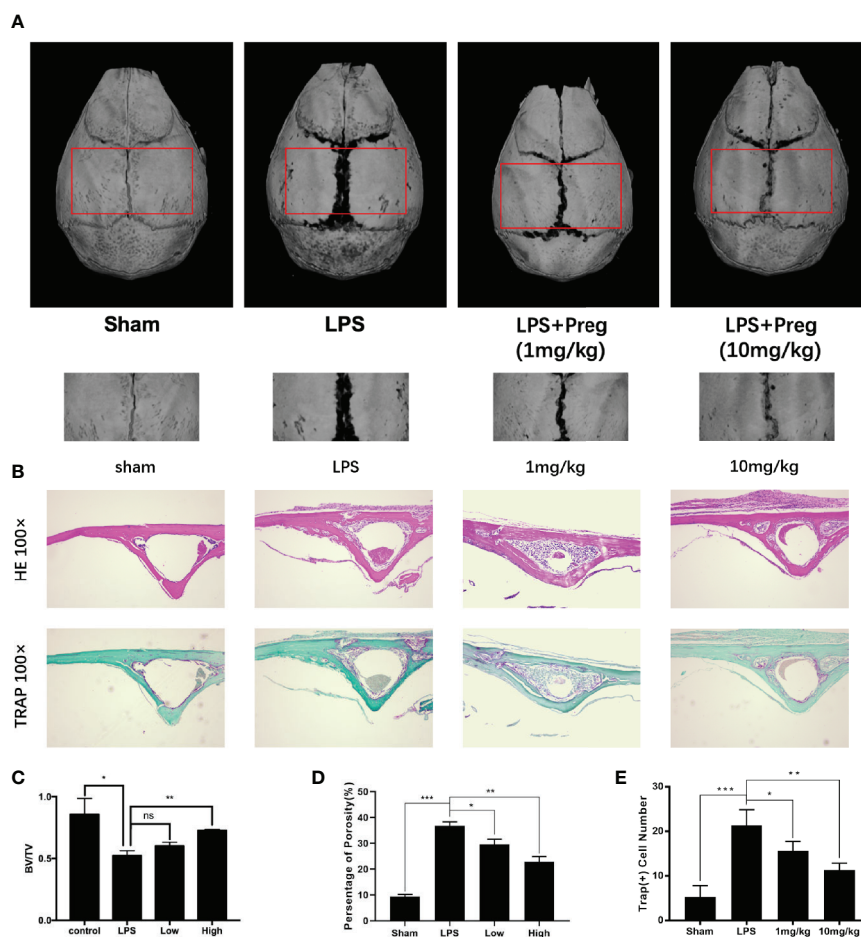 A
Sham LPS LPS+Preg LPS+Preg
(1mg/kg) (10mg/kg)
B
sham LPS 1mg/kg 10mg/kg
HE 100×
TRAP 100×
C
BV/TV
1.0
0.5
0.0
*
ns
**
control LPS Low High
D
Persentage of Porosity(%)
50
40
30
20
10
0
***
*
**
Sham LPS Low High
E
Trap(+) Cell Number
30
20
10
0
***
*
**
Sham LPS 1mg/kg 10mg/kg